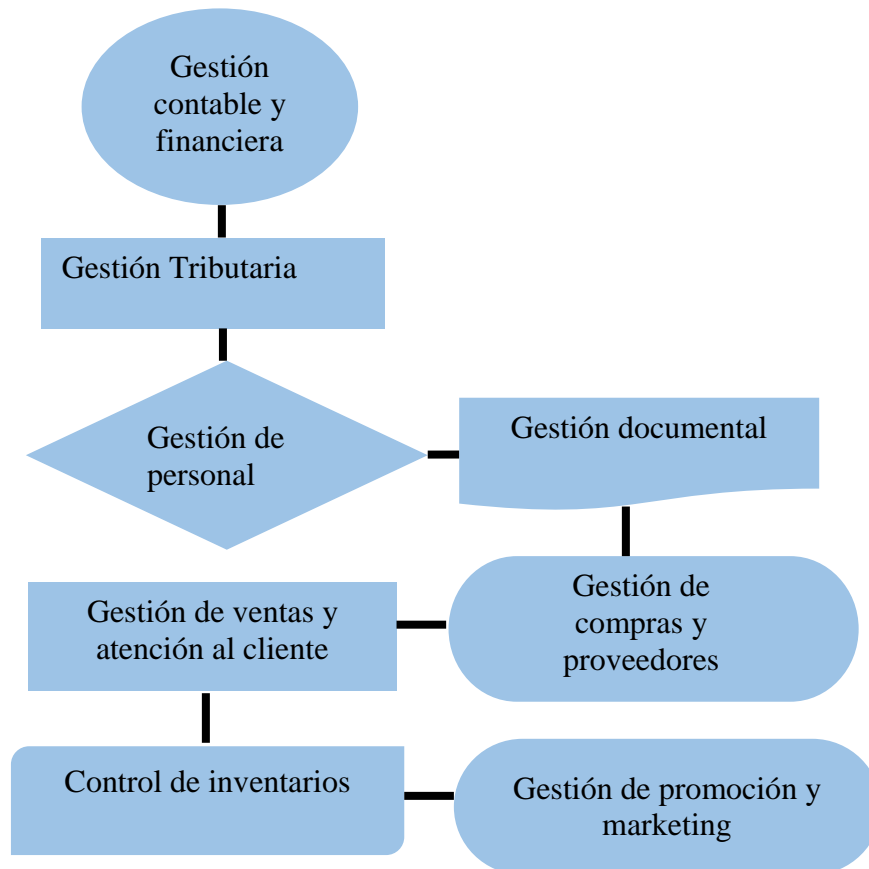 Gestión
contable y
financiera
Gestión Tributaria
Gestión de
personal
Gestión documental
Gestión de
compras y
proveedores
Gestión de ventas y
atención al cliente
Control de inventarios
Gestión de promoción y
marketing